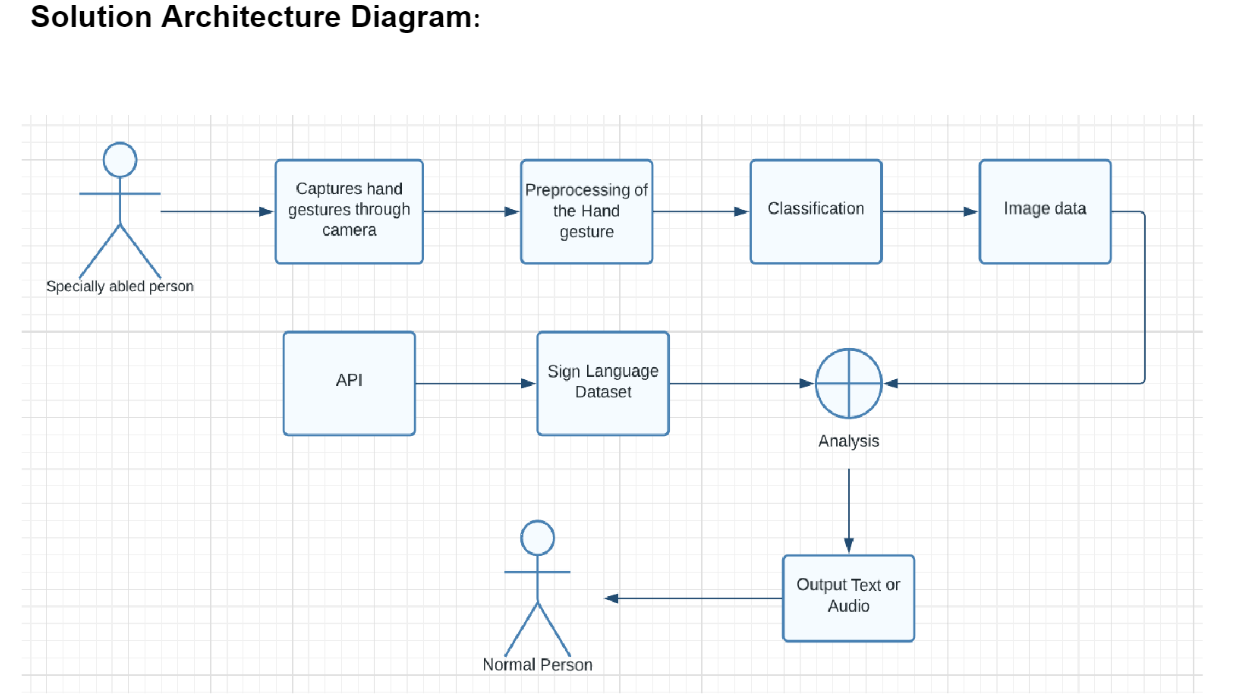 Solution Architecture Diagram:
Captures hand
gestures through
camera
Preprocessing of
the Hand
gesture
Classification
Image data
Specially abled person
API
Sign Language
Dataset
Analysis
Output Text or
Audio
Normal Person